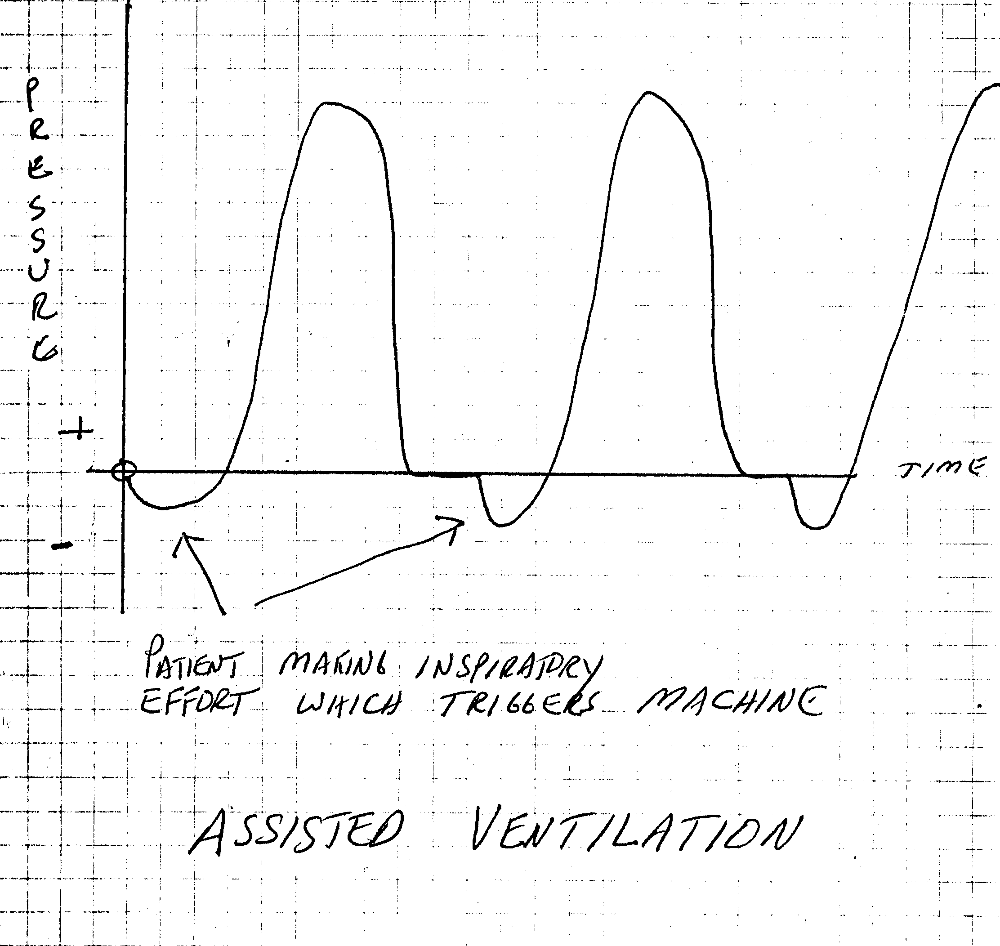 PRESSURE
+
-
TIME
PATIENT MAKING INSPIRATORY
EFFORT WHICH TRIGGERS MACHINE
ASSISTED VENTILATION